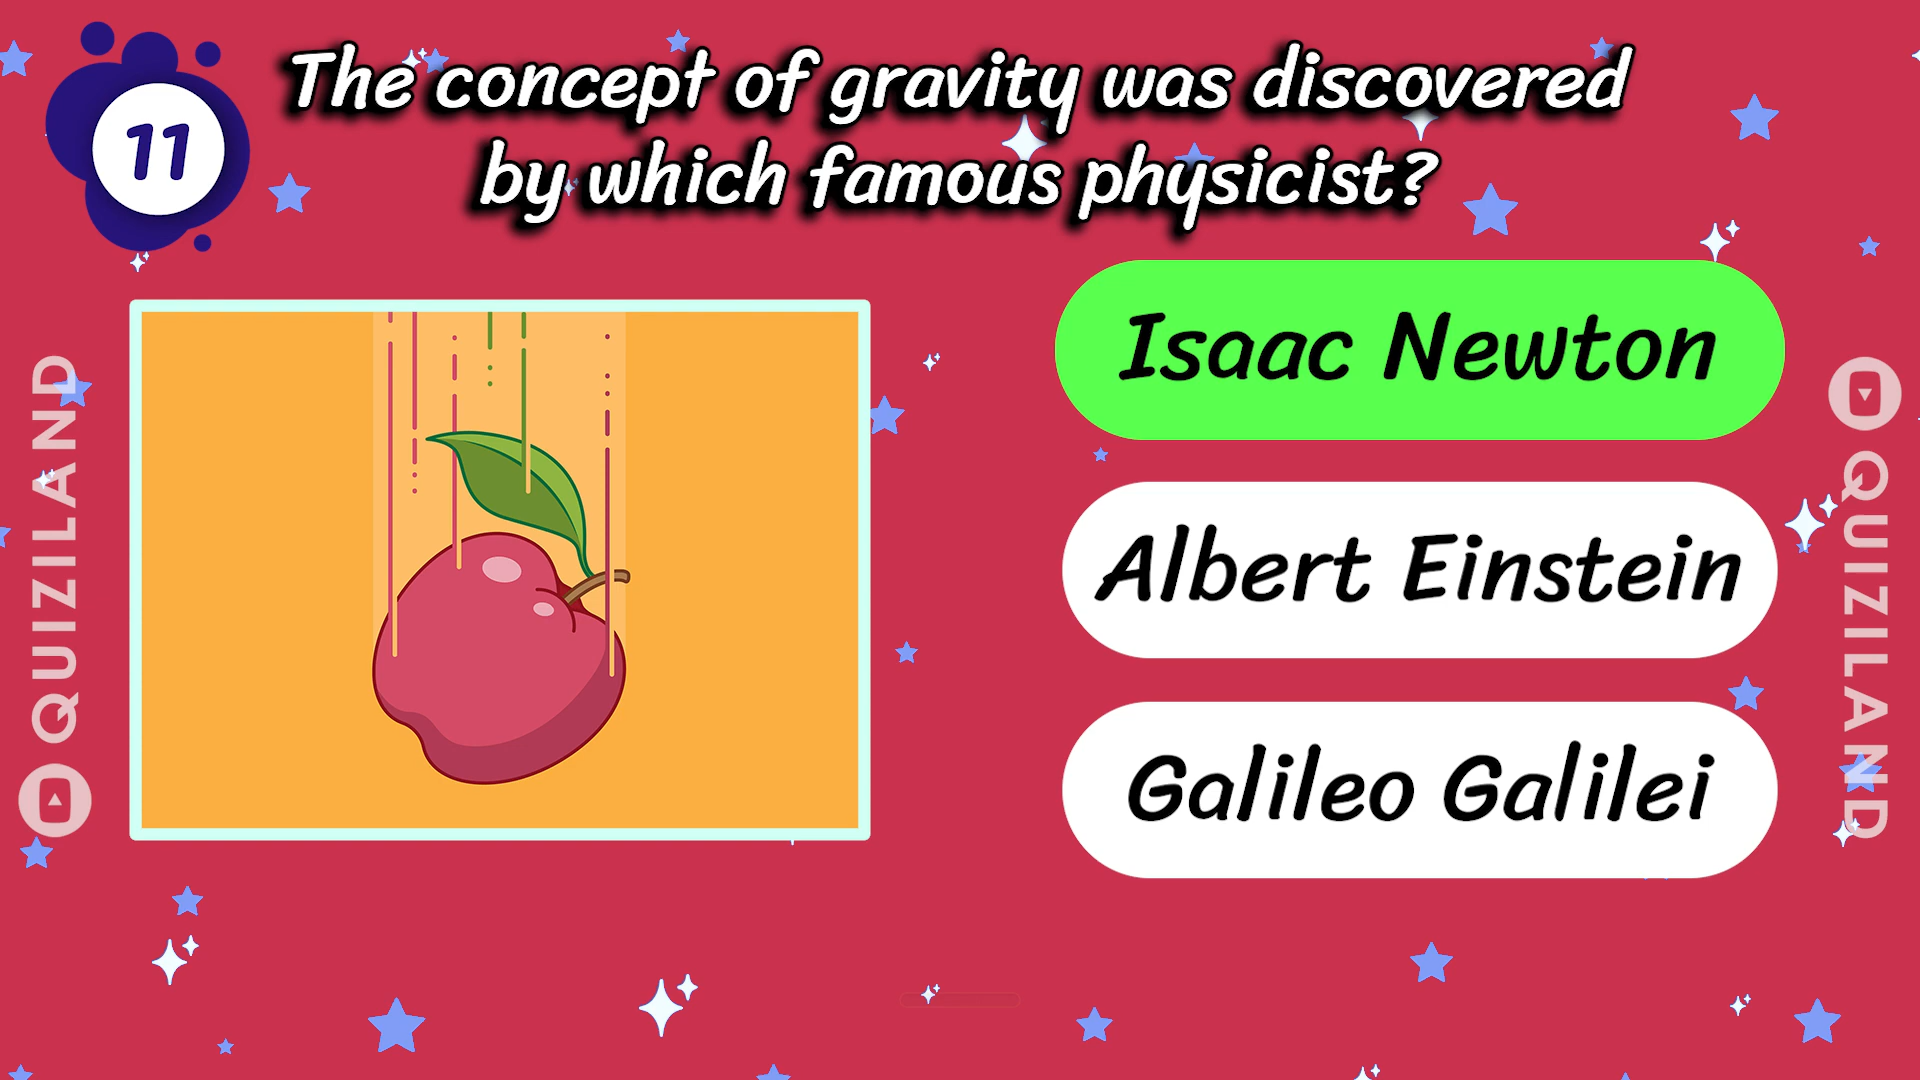 11
The concept of gravity was discovered
by which famous physicist?
Isaac Newton
Albert Einstein
Galileo Galilei
QUIZILAND
QUIZILAND